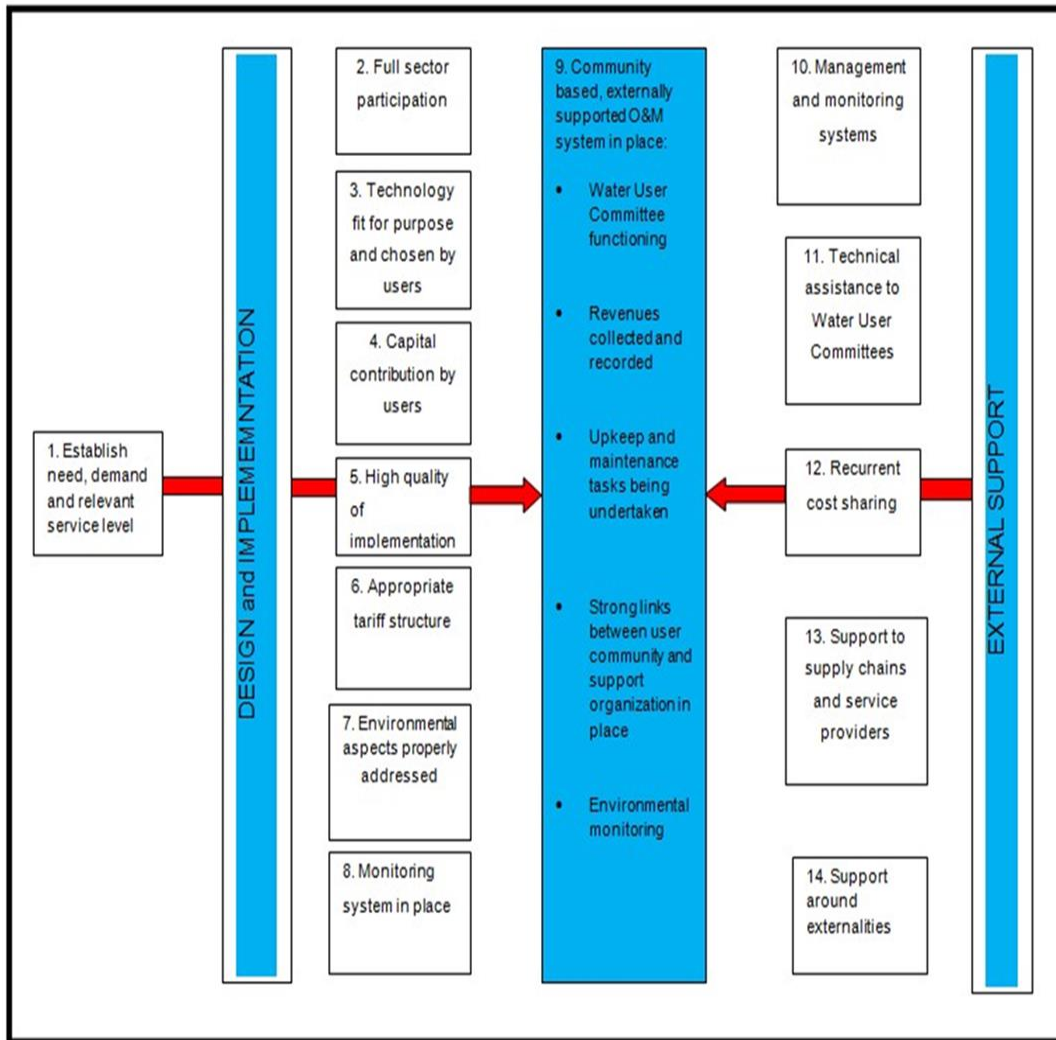 1. Establish
need, demand
and relevant
service level
DESIGN and IMPLEMEMNTATION
2. Full sector
participation
3. Technology
fit for purpose
and chosen by
users
4. Capital
contribution by
users
5. High quality
of
implementation
6. Appropriate
tariff structure
7. Environmental
aspects properly
addressed
8. Monitoring
system in place
9. Community
based, externally
supported O&M
system in place:
• Water User
Committee
functioning
• Revenues
collected and
recorded
• Upkeep and
maintenance
tasks being
undertaken
• Strong links
between user
community and
support
organization in
place
• Environmental
monitoring
10. Management
and monitoring
systems
11. Technical
assistance to
Water User
Committees
12. Recurrent
cost sharing
13. Support to
supply chains
and service
providers
14. Support
around
externalities
EXTERNAL SUPPORT